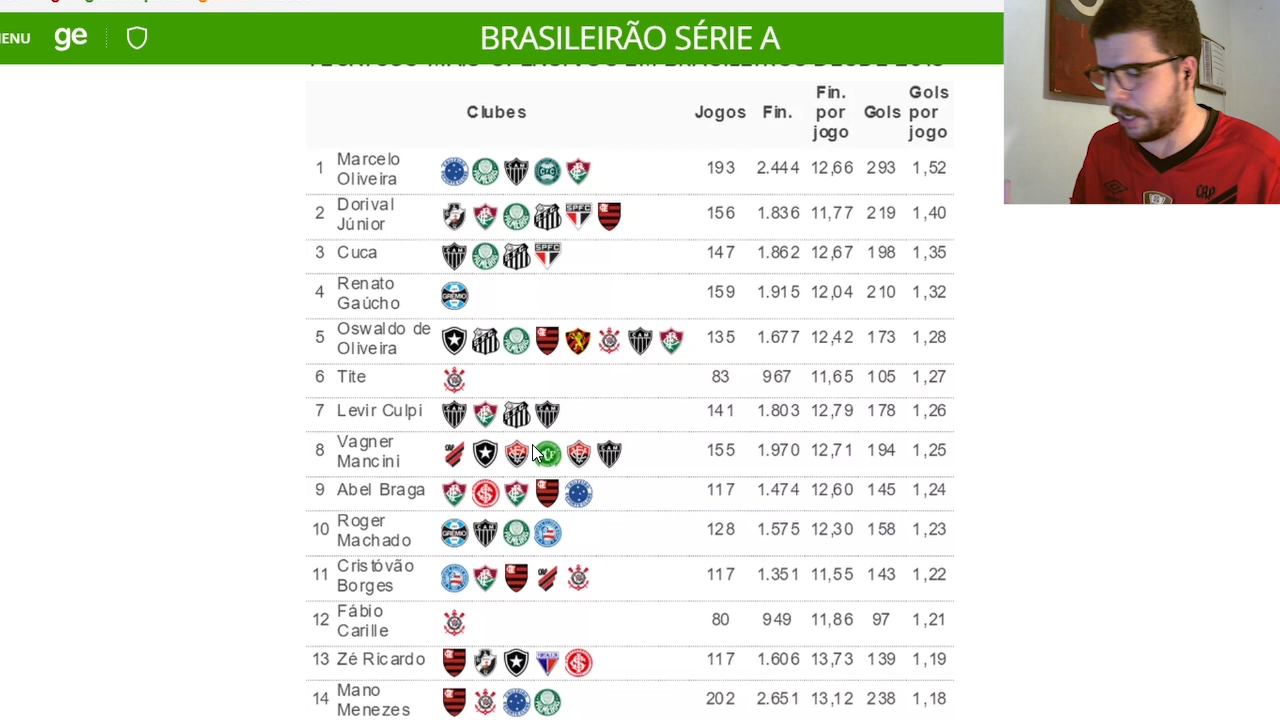 ENU ge BRASILEIRÃO SÉRIE A
Clubes Jogos Fin. Fin. por jogo Gols Gols por jogo
1 Marcelo Oliveira 193 2.444 12,66 293 1,52
2 Dorival Júnior 156 1.836 11,77 219 1,40
3 Cuca 147 1.862 12,67 198 1,35
4 Renato Gaúcho 159 1.915 12,04 210 1,32
5 Oswaldo de Oliveira 135 1.677 12,42 173 1,28
6 Tite 83 967 11,65 105 1,27
7 Levir Culpi 141 1.803 12,79 178 1,26
8 Vagner Mancini 155 1.970 12,71 194 1,25
9 Abel Braga 117 1.474 12,60 145 1,24
10 Roger Machado 128 1.575 12,30 158 1,23
11 Cristóvão Borges 117 1.351 11,55 143 1,22
12 Fábio Carille 80 949 11,86 97 1,21
13 Zé Ricardo 117 1.606 13,73 139 1,19
14 Mano Menezes 202 2.651 13,12 238 1,18